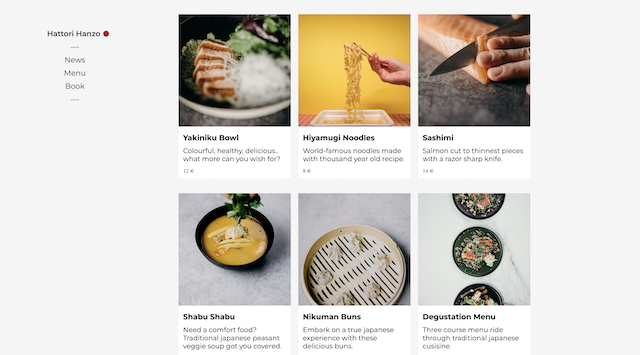 Hattori Hanzo
---
News
Menu
Book
---
Yakiniku Bowl
Colourful, healthy, delicious..
what more can you wish for?
12 €
Hiyamugi Noodles
World-famous noodles made
with thousand year old recipe.
8 €
Sashimi
Salmon cut to thinnest pieces
with a razor sharp knife.
14 €
Shabu Shabu
Need a comfort food?
Traditional japanese peasant
veggie soup got you covered.
Nikuman Buns
Embark on a true japanese
experience with these
delicious buns.
Degustation Menu
Three course menu ride
through traditional japanese
cusisine.